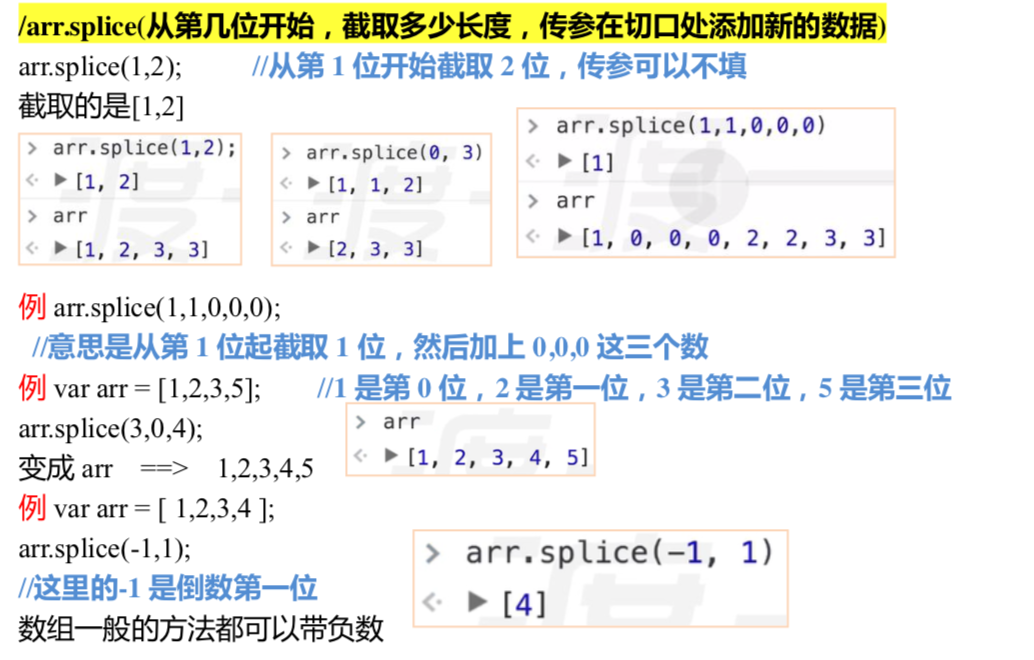 /arr.splice(从第几位开始，截取多少长度，传参在切口处添加新的数据)
arr.splice(1,2); //从第 1 位开始截取 2 位，传参可以不填
截取的是[1,2]
> arr.splice(1,2);
<· ▶ [1, 2]
> arr
<· ▶ [1, 2, 3, 3]
> arr.splice(0, 3)
<· ▶ [1, 1, 2]
> arr
<· ▶ [2, 3, 3]
> arr.splice(1,1,0,0,0)
<· ▶ [1]
> arr
<· ▶ [1, 0, 0, 0, 2, 2, 3, 3]
例 arr.splice(1,1,0,0,0);
//意思是从第 1 位起截取 1 位，然后加上 0,0,0 这三个数
例 var arr = [1,2,3,5]; //1 是第 0 位，2 是第一位，3 是第二位，5 是第三位
arr.splice(3,0,4);
变成 arr ==> 1,2,3,4,5
> arr
<· ▶ [1, 2, 3, 4, 5]
例 var arr = [ 1,2,3,4 ];
arr.splice(-1,1);
//这里的-1 是倒数第一位
数组一般的方法都可以带负数
> arr.splice(-1, 1)
<· ▶ [4]